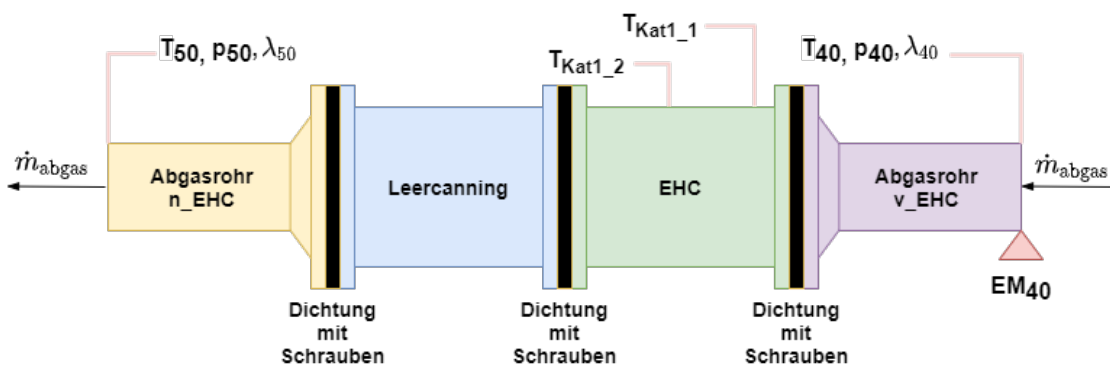 T50, p50, λ50
TKat1_1
TKat1_2
T40, p40, λ40
ṁabgas
Abgasrohr
n_EHC
Leercanning
EHC
Abgasrohr
v_EHC
ṁabgas
EM40
Dichtung
mit
Schrauben
Dichtung
mit
Schrauben
Dichtung
mit
Schrauben